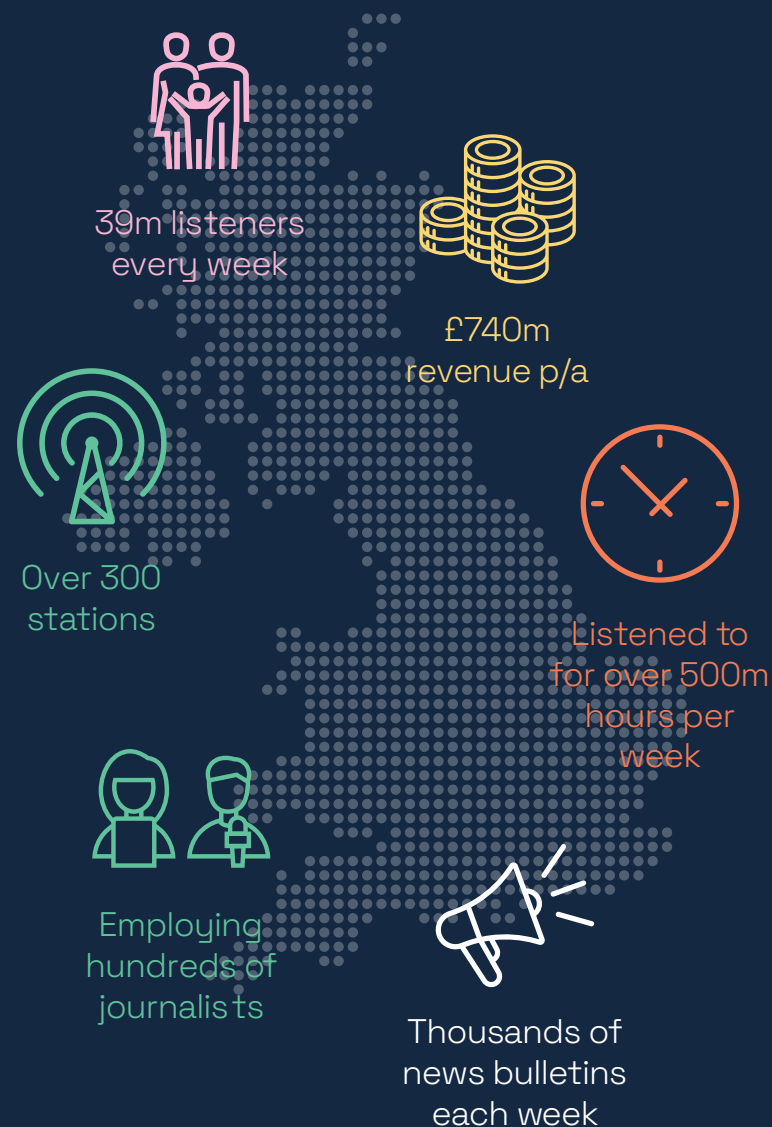 39m listeners
every week
£740m
revenue p/a
Over 300
stations
Listened to
for over 500m
hours per
week
Employing
hundreds of
journalists
Thousands of
news bulletins
each week